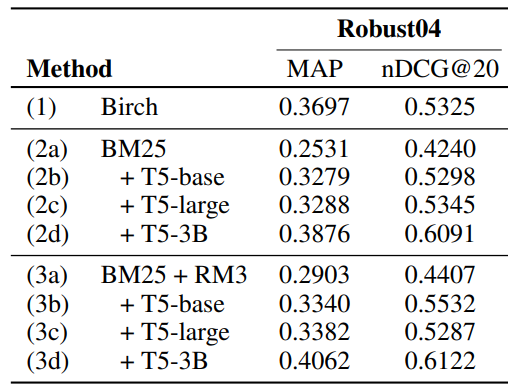 Robust04
Method MAP nDCG@20
(1) Birch 0.3697 0.5325
(2a) BM25 0.2531 0.4240
(2b) + T5-base 0.3279 0.5298
(2c) + T5-large 0.3288 0.5345
(2d) + T5-3B 0.3876 0.6091
(3a) BM25 + RM3 0.2903 0.4407
(3b) + T5-base 0.3340 0.5532
(3c) + T5-large 0.3382 0.5287
(3d) + T5-3B 0.4062 0.6122